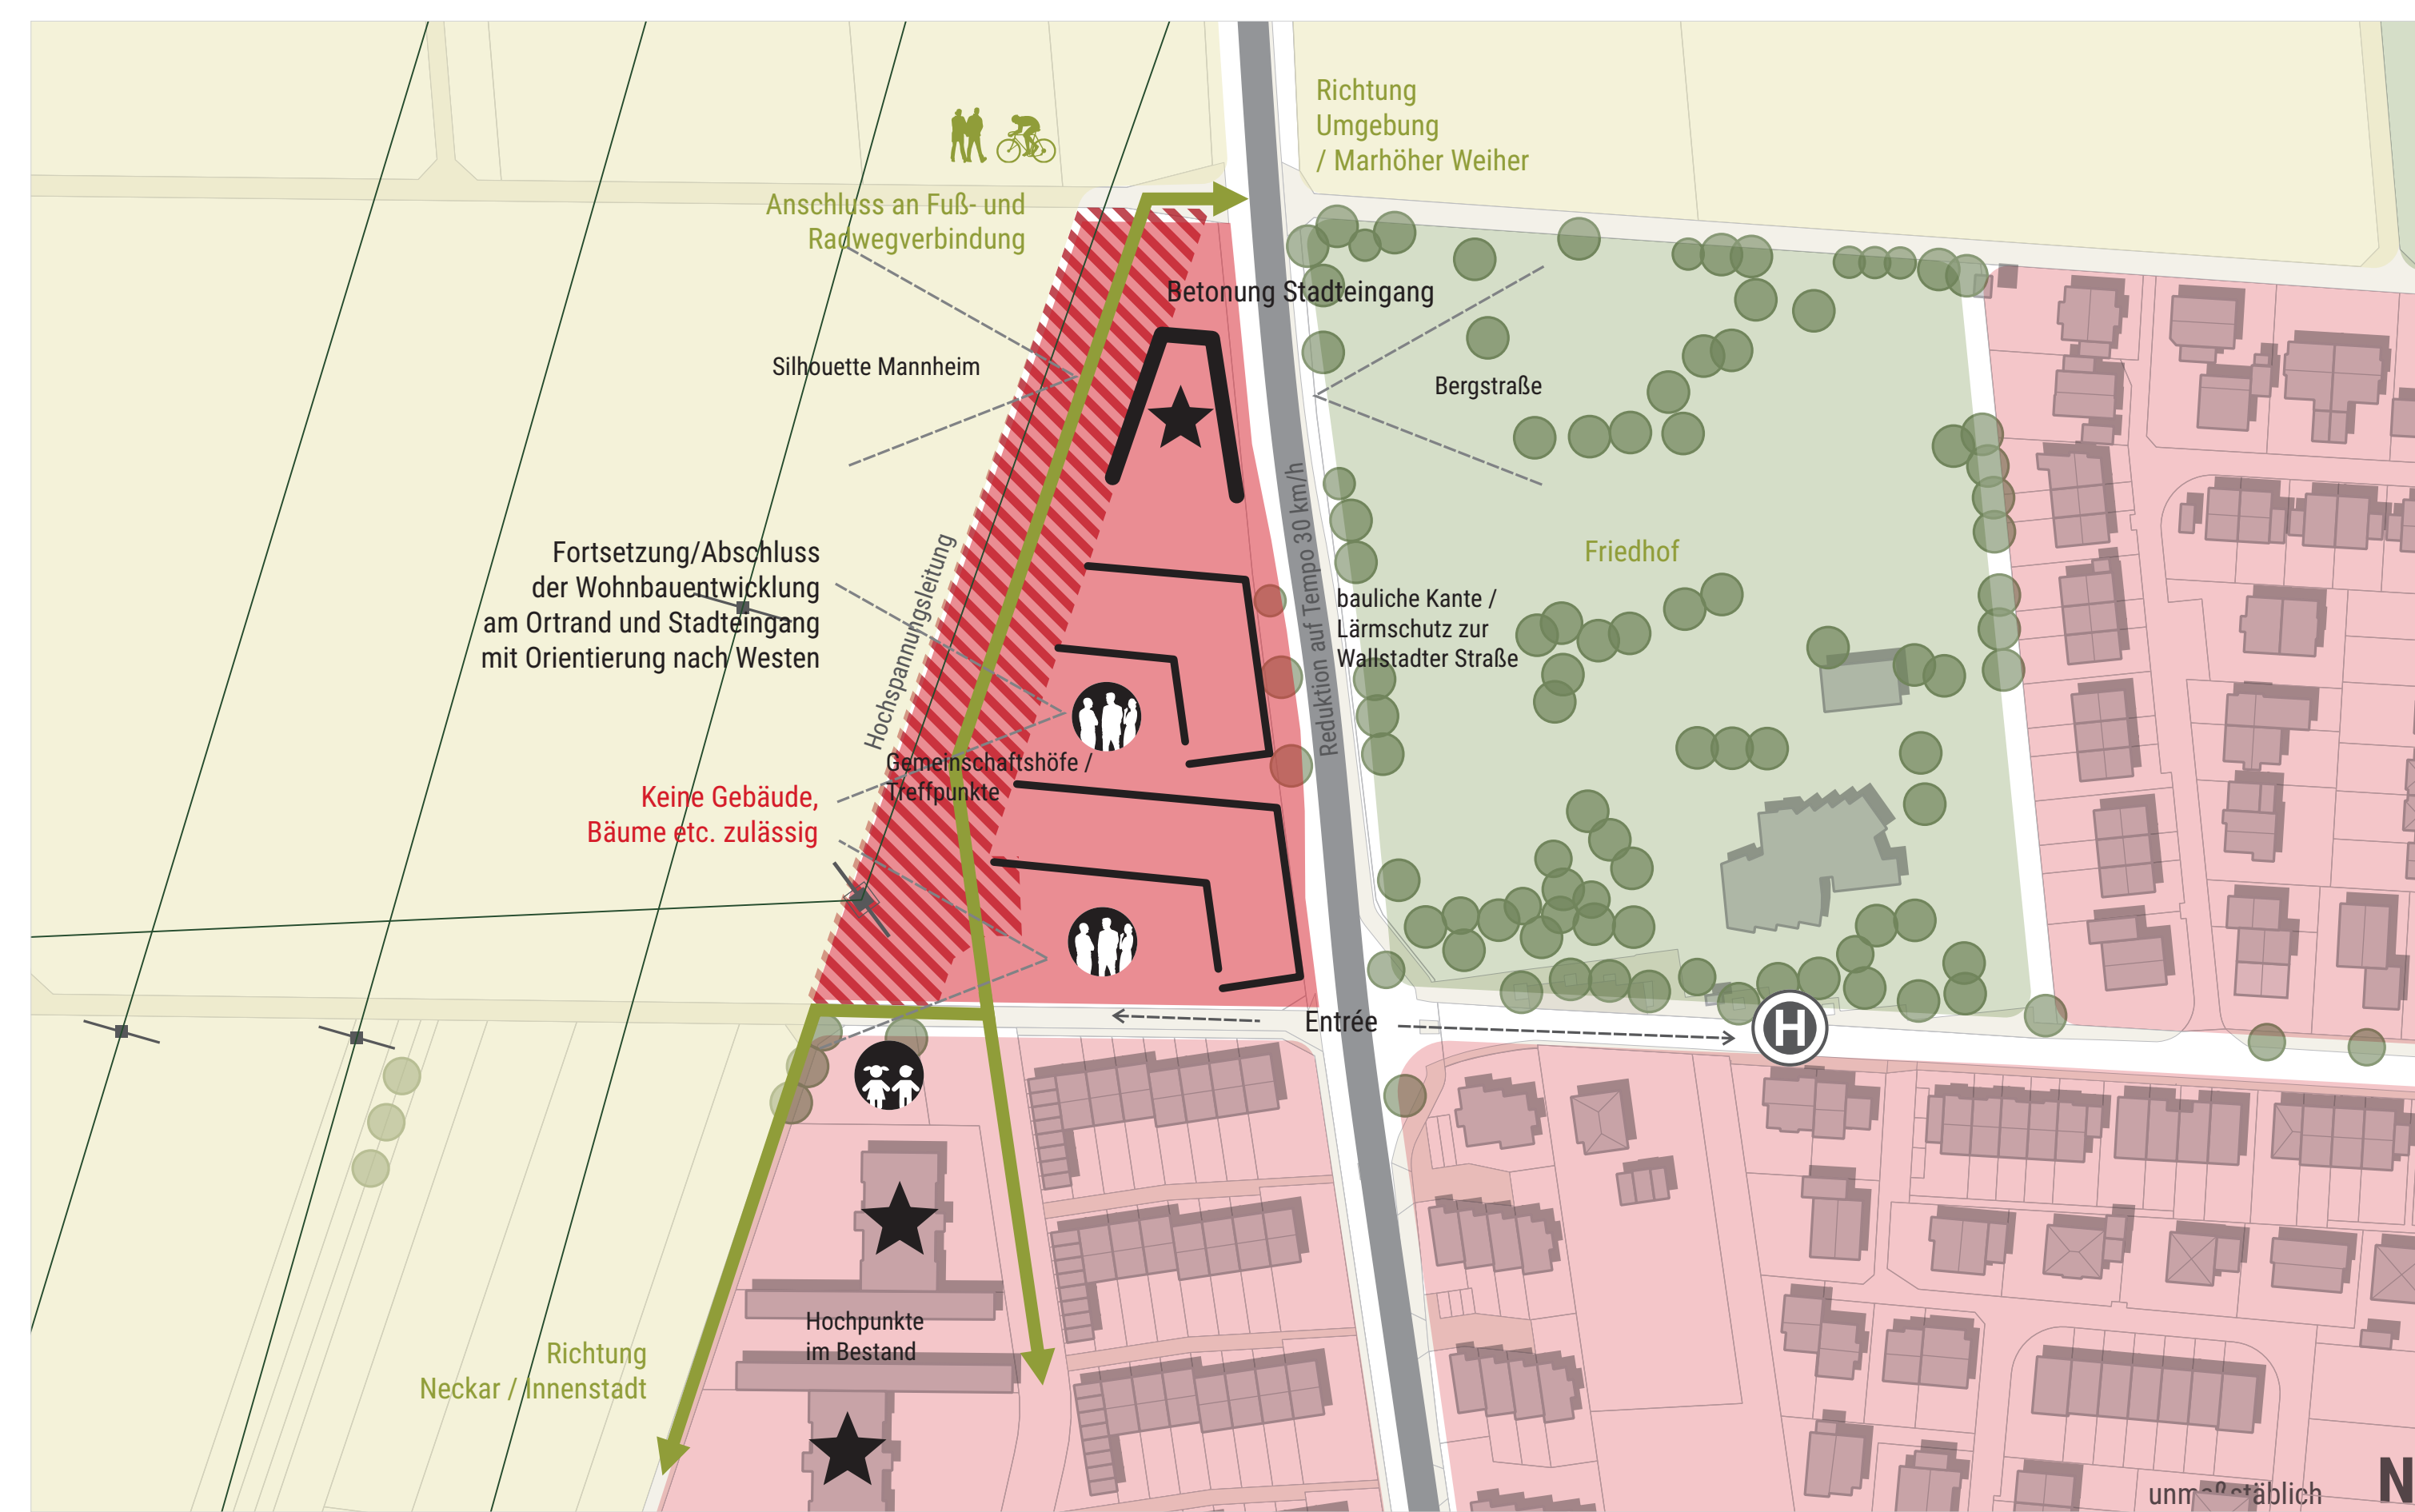 Richtung
Umgebung
/ Marhöher Weiher
Anschluss an Fuß- und
Radwegverbindung
Betonung Stadteingang
Silhouette Mannheim
Bergstraße
Reduktion auf Tempo 30 km/h
Hochspannungsleitung
Fortsetzung/Abschluss
der Wohnbauentwicklung
am Ortrand und Stadteingang
mit Orientierung nach Westen
Friedhof
bauliche Kante /
Lärmschutz zur
Wallstadter Straße
Gemeinschaftshöfe /
Treffpunkte
Keine Gebäude,
Bäume etc. zulässig
Entrée
H
Hochpunkte
im Bestand
Richtung
Neckar / Innenstadt
unmaßstäblich
N